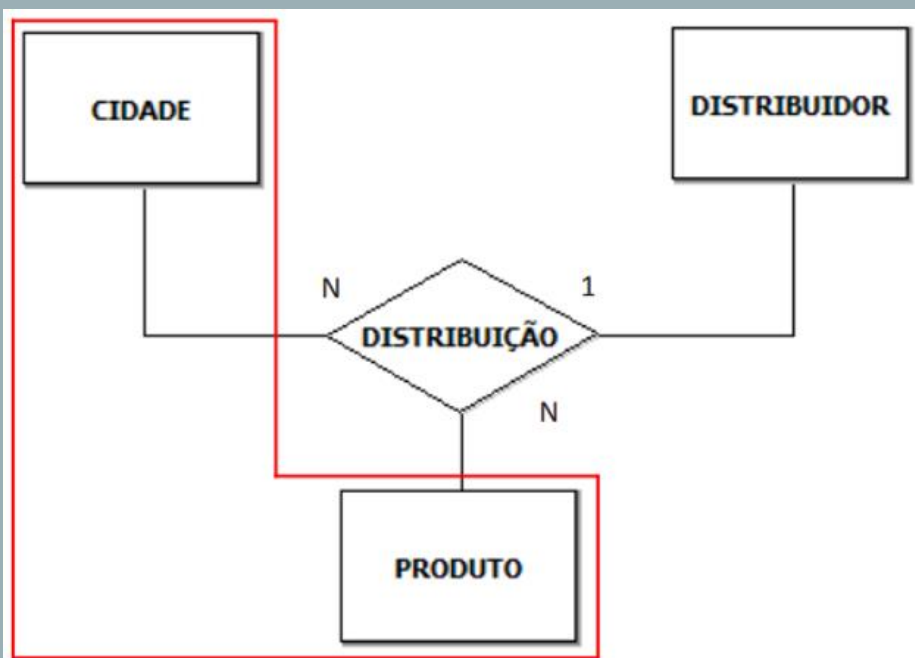 CIDADE
DISTRIBUIDOR
N
1
DISTRIBUIÇÃO
N
PRODUTO